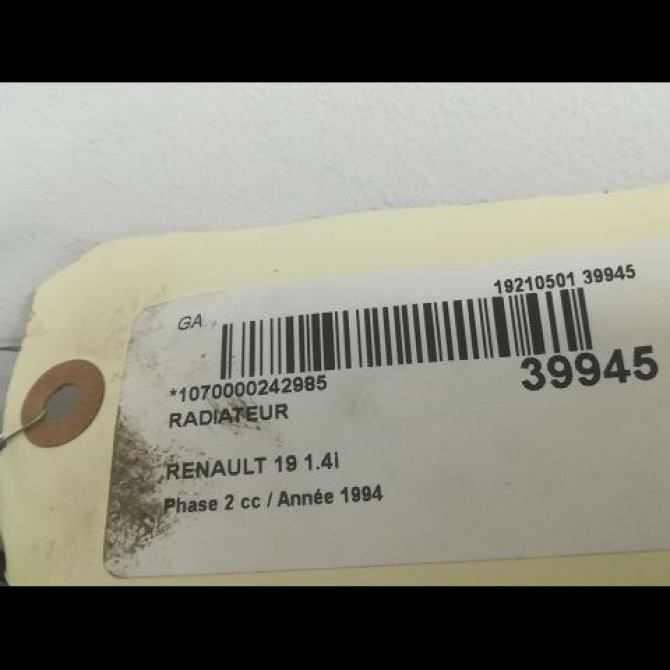 19210501 39945
GA
*1070000242985
39945
RADIATEUR
RENAULT 19 1.4i
Phase 2 cc / Année 1994